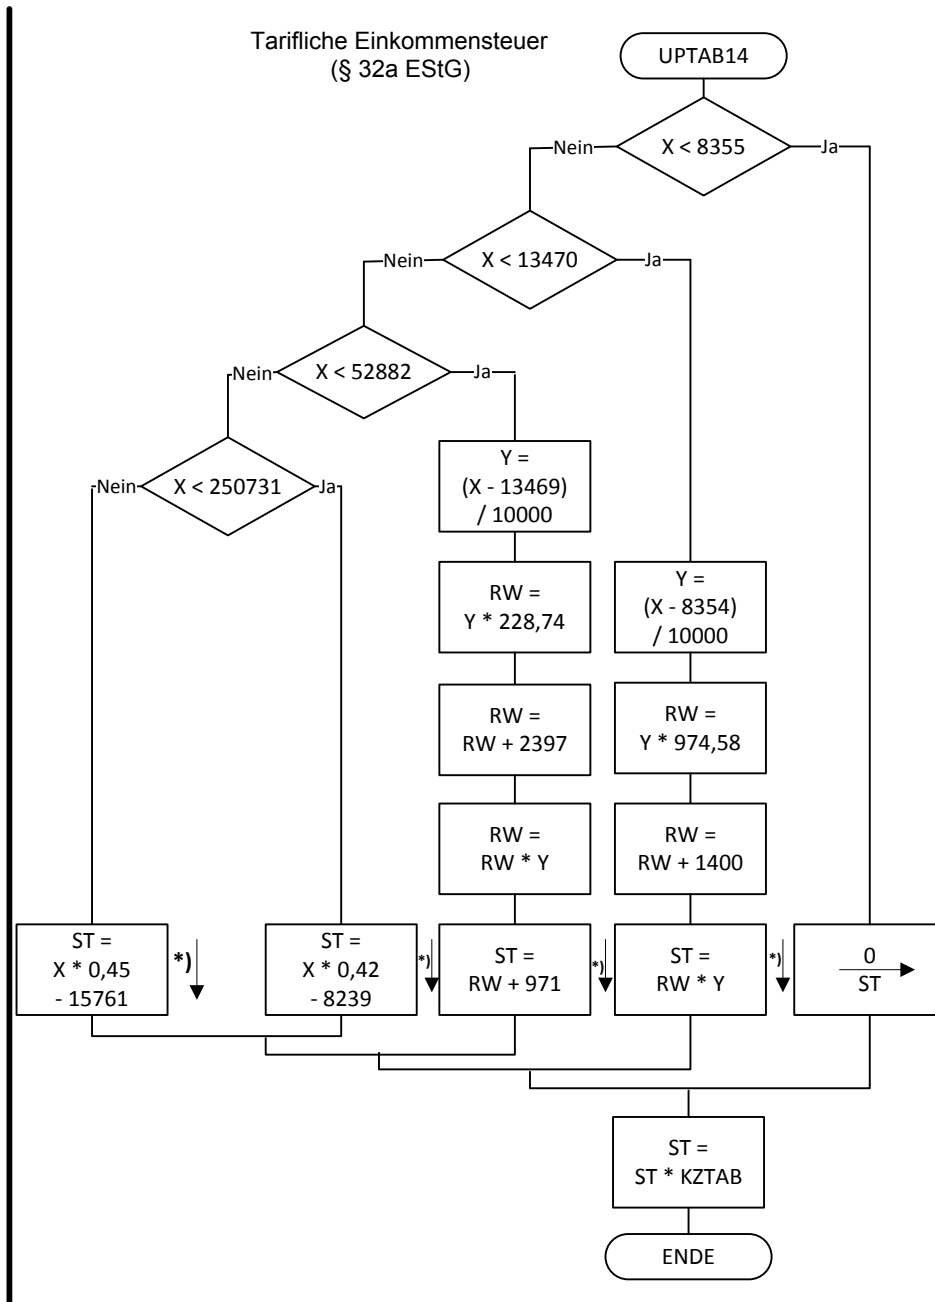 Tarifliche Einkommensteuer
(§ 32a EStG)
UPTAB14
X < 8355
Nein
Ja
X < 13470
Nein
Ja
X < 52882
Nein
Ja
X < 250731
Nein
Ja
Y =
(X - 13469)
/ 10000
RW =
Y * 228,74
RW =
RW + 2397
RW =
RW * Y
Y =
(X - 8354)
/ 10000
RW =
Y * 974,58
RW =
RW + 1400
ST =
X * 0,45
- 15761
*)
ST =
X * 0,42
- 8239
*)
ST =
RW + 971
*)
ST =
RW * Y
*)
0
ST
ST =
ST * KZTAB
ENDE